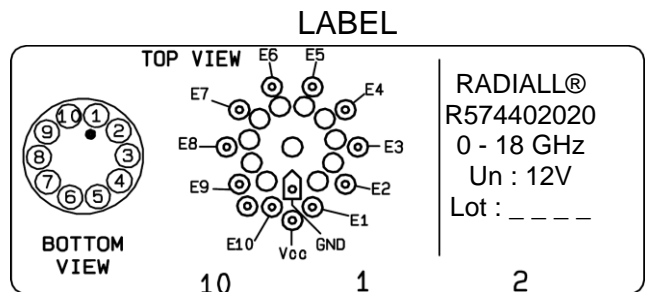 LABEL
TOP VIEW
E6
E5
E7
E4
E8
E3
E9
E2
E10
E1
Vcc
GND
10
1
9
2
8
3
7
4
6
5
BOTTOM
VIEW
RADIALL®
R574402020
0 - 18 GHz
Un : 12V
Lot : _ _ _ _
10
1
2